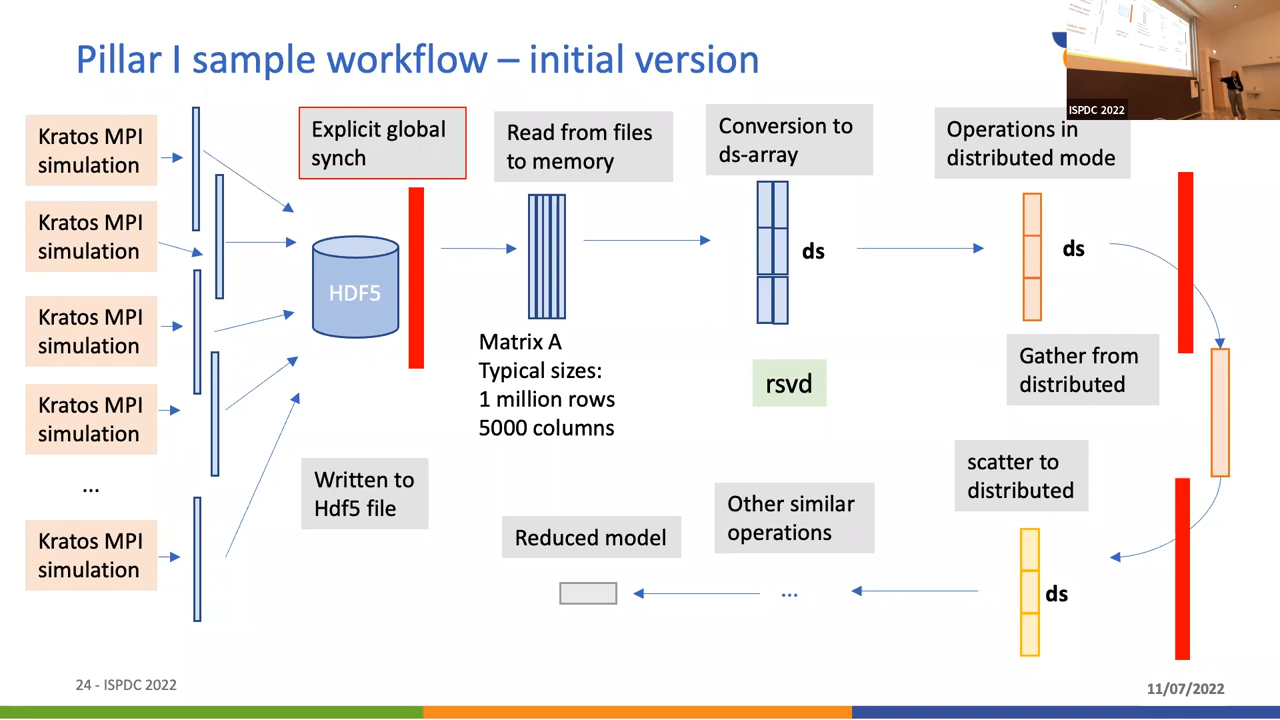 Pillar I sample workflow – initial version
ISPDC 2022
Kratos MPI
simulation
Kratos MPI
simulation
Kratos MPI
simulation
Kratos MPI
simulation
...
Kratos MPI
simulation
Explicit global
synch
HDF5
Written to
Hdf5 file
Read from files
to memory
Matrix A
Typical sizes:
1 million rows
5000 columns
Conversion to
ds-array
ds
rsvd
Operations in
distributed mode
ds
Gather from
distributed
scatter to
distributed
ds
Other similar
operations
...
Reduced model
24 - ISPDC 2022
11/07/2022